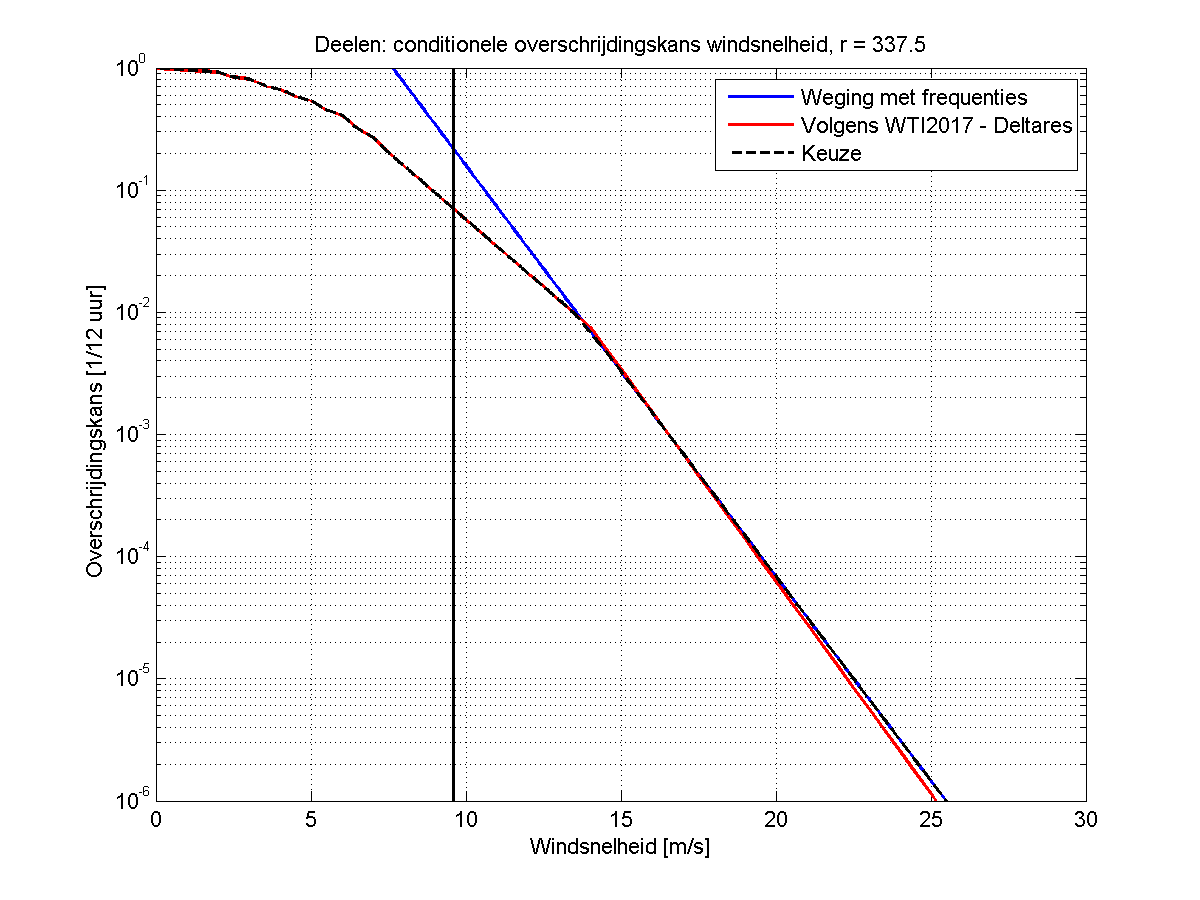 Deelen: conditionele overschrijdingskans windsnelheid, r = 337.5
Weging met frequenties
Volgens WTI2017 - Deltares
Keuze
Overschrijdingskans [1/12 uur]
10^0
10^-1
10^-2
10^-3
10^-4
10^-5
10^-6
0 5 10 15 20 25 30
Windsnelheid [m/s]